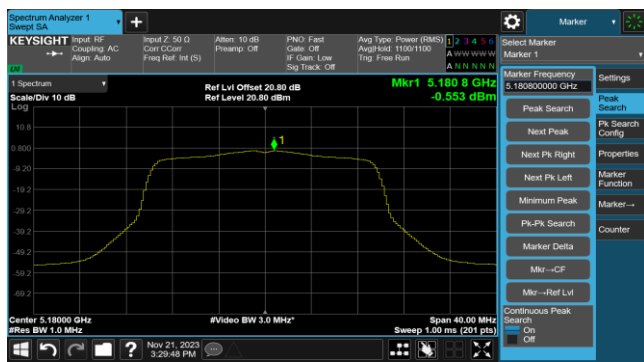 Spectrum Analyzer 1
Swept SA
+
Marker
KEYSIGHT
Input: RF
Coupling: AC
Align: Auto
Input Z: 50 Ω
Corr CCorr
Freq Ref: Int (S)
Atten: 10 dB
Preamp: Off
PNO: Fast
Gate: Off
IF Gain: Low
Sig Track: Off
Avg Type: Power (RMS)
Avg|Hold: 1100/1100
Trig: Free Run
1 2 3 4 5 6
A W W W W W
A N N N N N
Select Marker
Marker 1
1 Spectrum
Scale/Div 10 dB
Log
Ref Lvl Offset 20.80 dB
Ref Level 20.80 dBm
Mkr1 5.180 8 GHz
-0.553 dBm
10.8
0.800
-9.20
-19.2
-29.2
-39.2
-49.2
-59.2
-69.2
1
Center 5.18000 GHz
#Res BW 1.0 MHz
#Video BW 3.0 MHz*
Span 40.00 MHz
Sweep 1.00 ms (201 pts)
Marker Frequency
5.180800000 GHz
Peak Search
Next Peak
Next Pk Right
Next Pk Left
Minimum Peak
Pk-Pk Search
Marker Delta
Mkr→CF
Mkr→Ref Lvl
Continuous Peak
Search
On
Off
Settings
Peak
Search
Pk Search
Config
Properties
Marker
Function
Marker→
Counter
?
Nov 21, 2023
3:29:48 PM